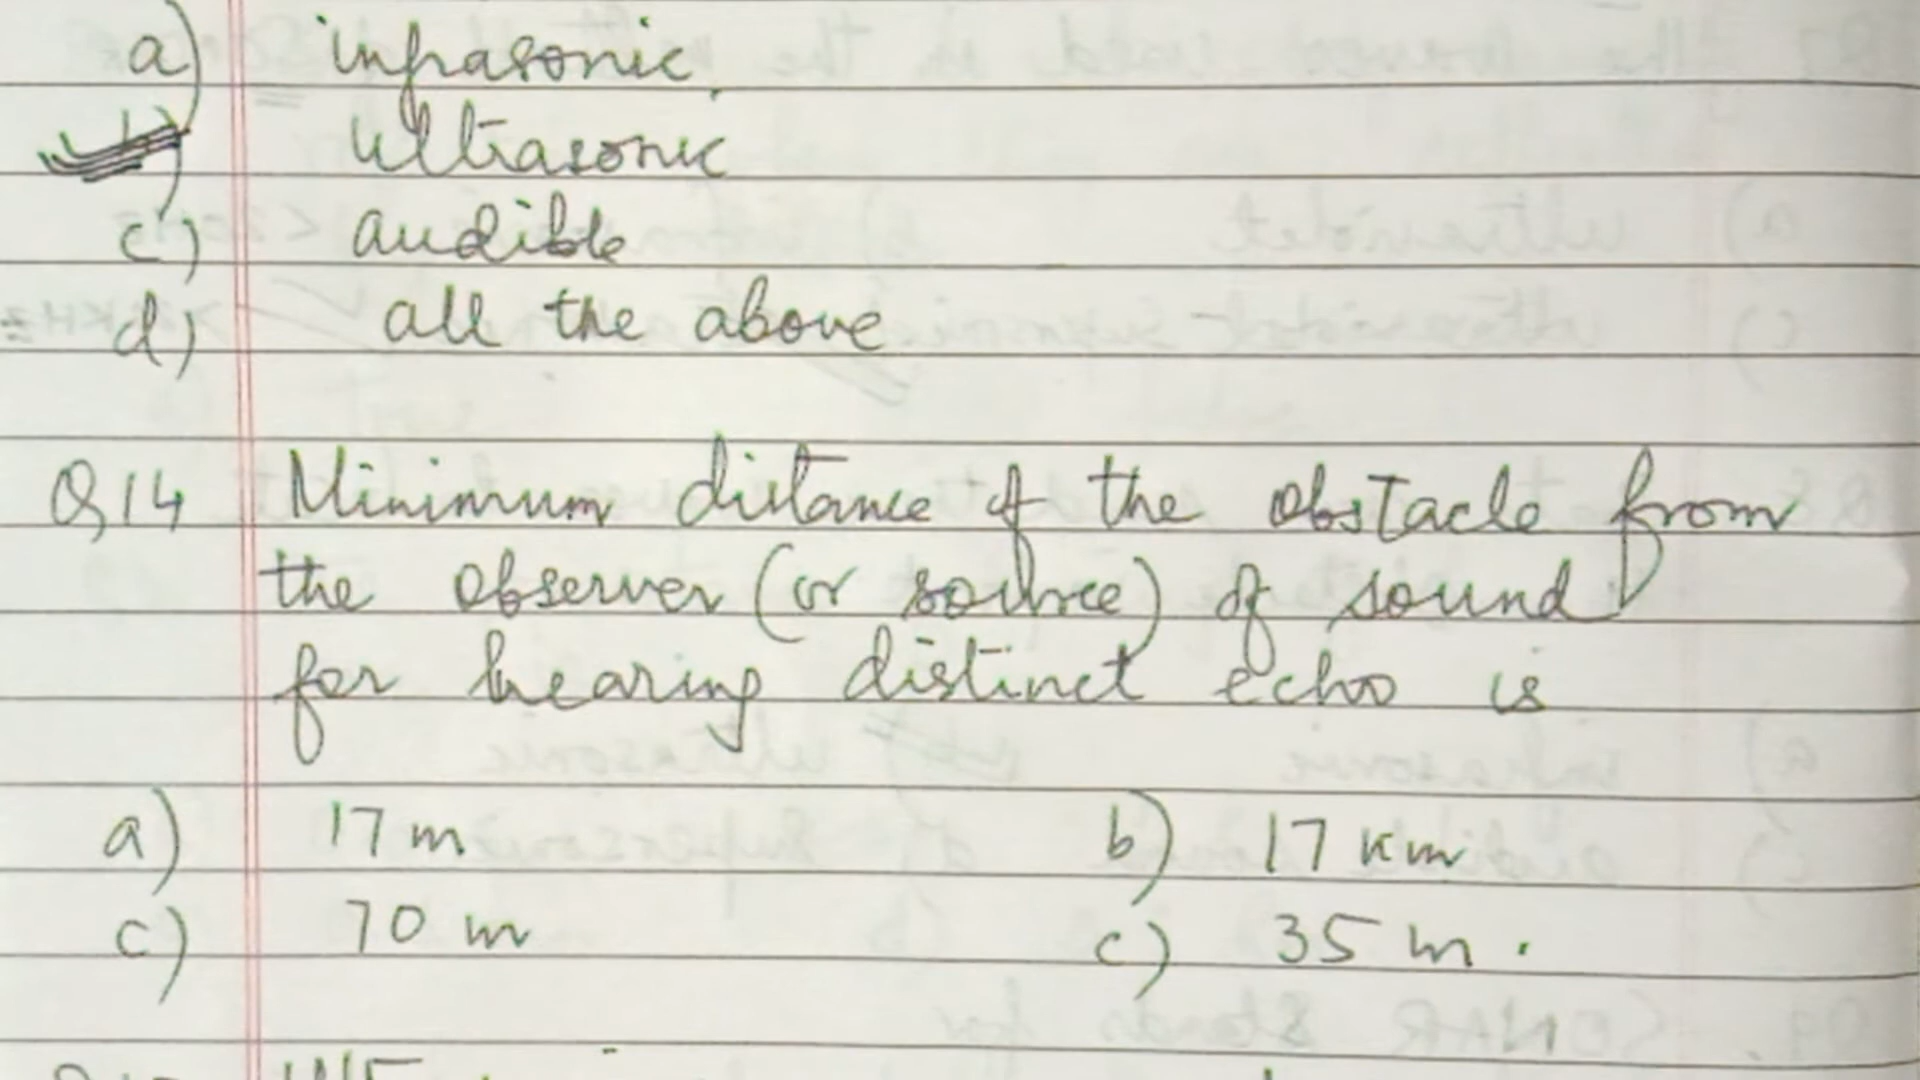 a) infrasonic
b) ultrasonic
c) audible
d) all the above
Q14 Minimum distance of the obstacle from
the observer (or source) of sound
for hearing distinct echo is
a) 17 m b) 17 Km
c) 70 m c) 35 m.